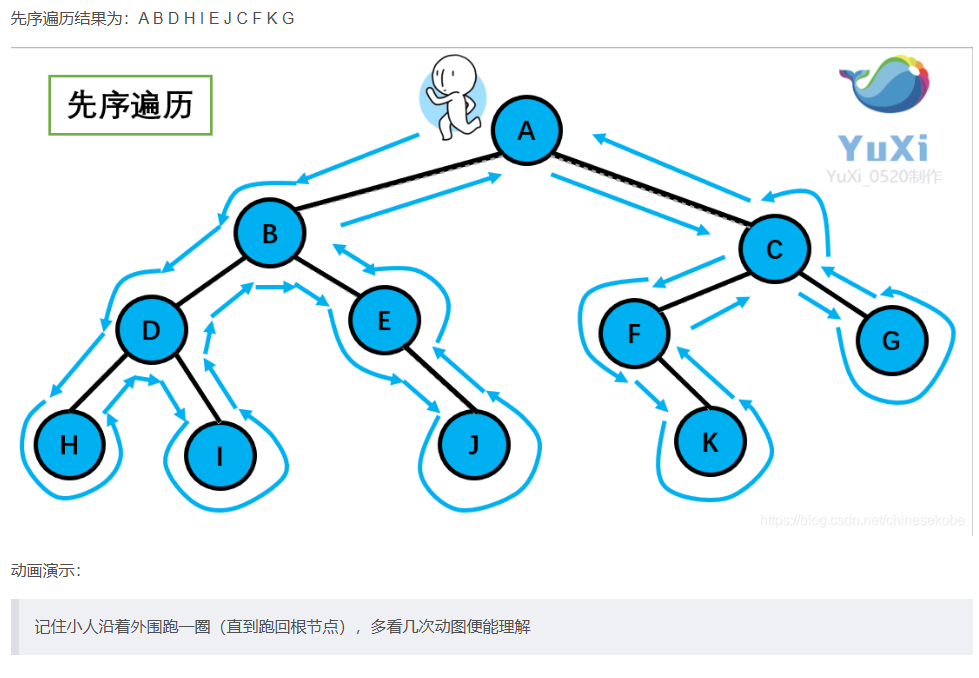 先序遍历结果为：A B D H I E J C F K G
先序遍历
YuXi
YuXi_0520制作
A
B
C
D
E
F
G
H
I
J
K
https://blog.csdn.net/chinesekobe
动画演示：
记住小人沿着外围跑一圈（直到跑回根节点），多看几次动图便能理解